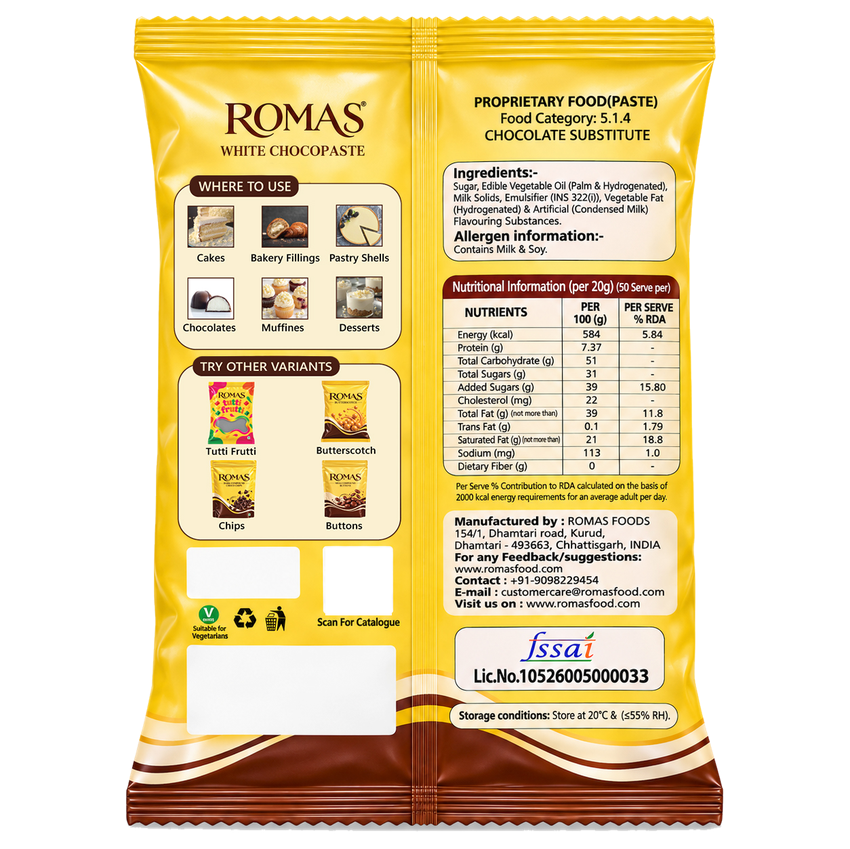 ROMAS®
WHITE CHOCOPASTE
WHERE TO USE
Cakes
Bakery Fillings
Pastry Shells
Chocolates
Muffines
Desserts
TRY OTHER VARIANTS
ROMAS
tutti
frutti
Tutti Frutti
ROMAS
Butterscotch
ROMAS
Chips
ROMAS
Buttons
V
Suitable for
Vegetarians
Scan For Catalogue
PROPRIETARY FOOD(PASTE)
Food Category: 5.1.4
CHOCOLATE SUBSTITUTE
Ingredients:-
Sugar, Edible Vegetable Oil (Palm & Hydrogenated),
Milk Solids, Emulsifier (INS 322(i)), Vegetable Fat
(Hydrogenated) & Artificial (Condensed Milk)
Flavouring Substances.
Allergen information:-
Contains Milk & Soy.
Nutritional Information (per 20g) (50 Serve per)
NUTRIENTS PER 100 (g) PER SERVE % RDA
Energy (kcal) 584 5.84
Protein (g) 7.37 -
Total Carbohydrate (g) 51 -
Total Sugars (g) 31 -
Added Sugars (g) 39 15.80
Cholesterol (mg) 22 -
Total Fat (g) (not more than) 39 11.8
Trans Fat (g) 0.1 1.79
Saturated Fat (g) (not more than) 21 18.8
Sodium (mg) 113 1.0
Dietary Fiber (g) 0 -
Per Serve % Contribution to RDA calculated on the basis of
2000 kcal energy requirements for an average adult per day.
Manufactured by : ROMAS FOODS
154/1, Dhamtari road, Kurud,
Dhamtari - 493663, Chhattisgarh, INDIA
For any Feedback/suggestions:
www.romasfood.com
Contact : +91-9098229454
E-mail : customercare@romasfood.com
Visit us on : www.romasfood.com
fssai
Lic.No.10526005000033
Storage conditions: Store at 20°C & (≤55% RH).